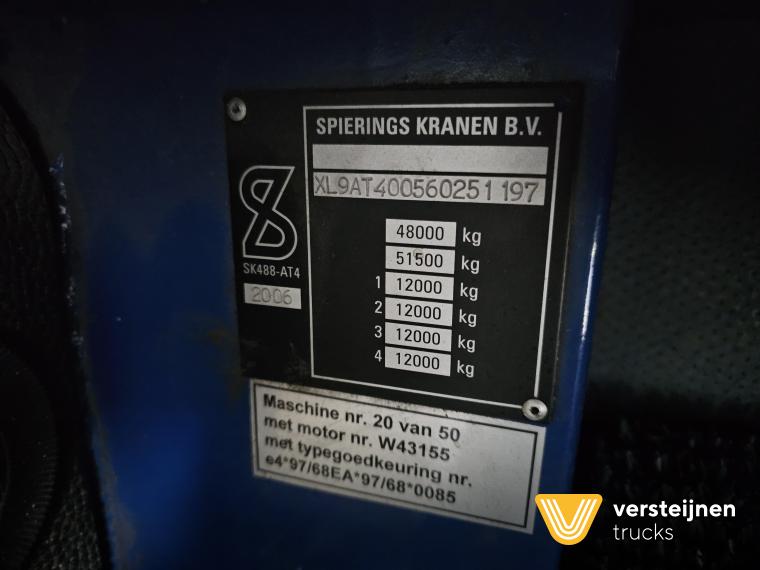 SPIERINGS KRANEN B.V.
XL9AT400560251197
48000 kg
51500 kg
1 12000 kg
2 12000 kg
3 12000 kg
4 12000 kg
SK488-AT4
2006
Maschine nr. 20 van 50
met motor nr. W43155
met typegoedkeuring nr.
e4*97/68EA*97/68*0085
versteijnen
trucks